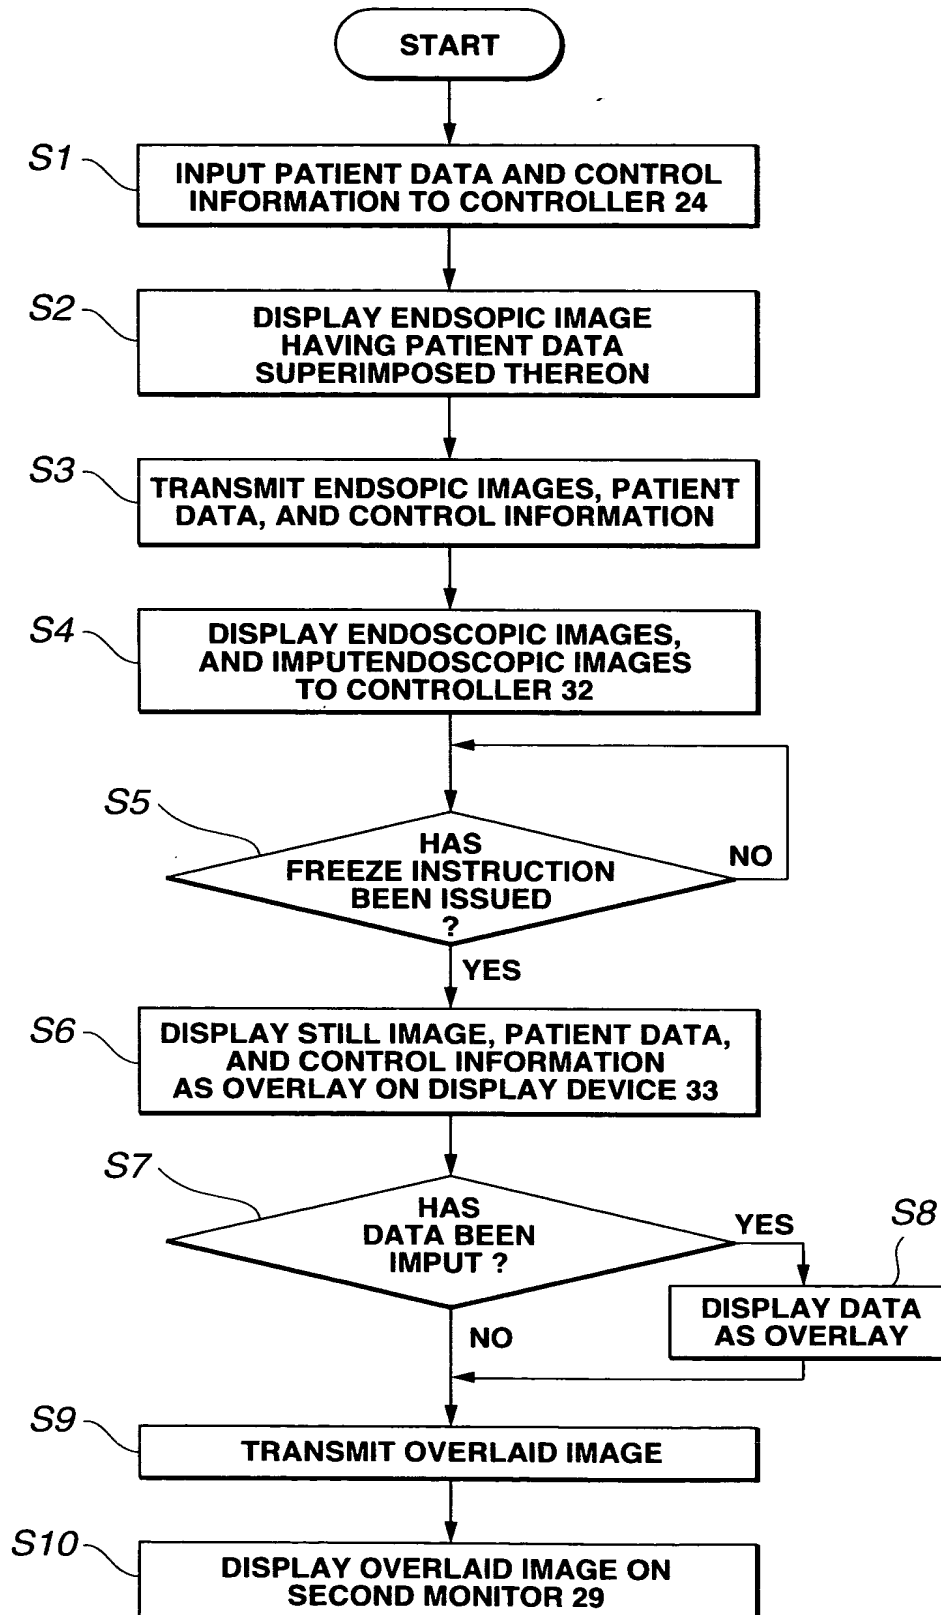 START
S1
INPUT PATIENT DATA AND CONTROL
INFORMATION TO CONTROLLER 24
S2
DISPLAY ENDSOPIC IMAGE
HAVING PATIENT DATA
SUPERIMPOSED THEREON
S3
TRANSMIT ENDSOPIC IMAGES, PATIENT
DATA, AND CONTROL INFORMATION
S4
DISPLAY ENDOSCOPIC IMAGES,
AND IMPUTENDOSCOPIC IMAGES
TO CONTROLLER 32
S5
HAS
FREEZE INSTRUCTION
BEEN ISSUED
?
NO
YES
S6
DISPLAY STILL IMAGE, PATIENT DATA,
AND CONTROL INFORMATION
AS OVERLAY ON DISPLAY DEVICE 33
S7
HAS
DATA BEEN
IMPUT ?
YES
S8
DISPLAY DATA
AS OVERLAY
NO
S9
TRANSMIT OVERLAID IMAGE
S10
DISPLAY OVERLAID IMAGE ON
SECOND MONITOR 29